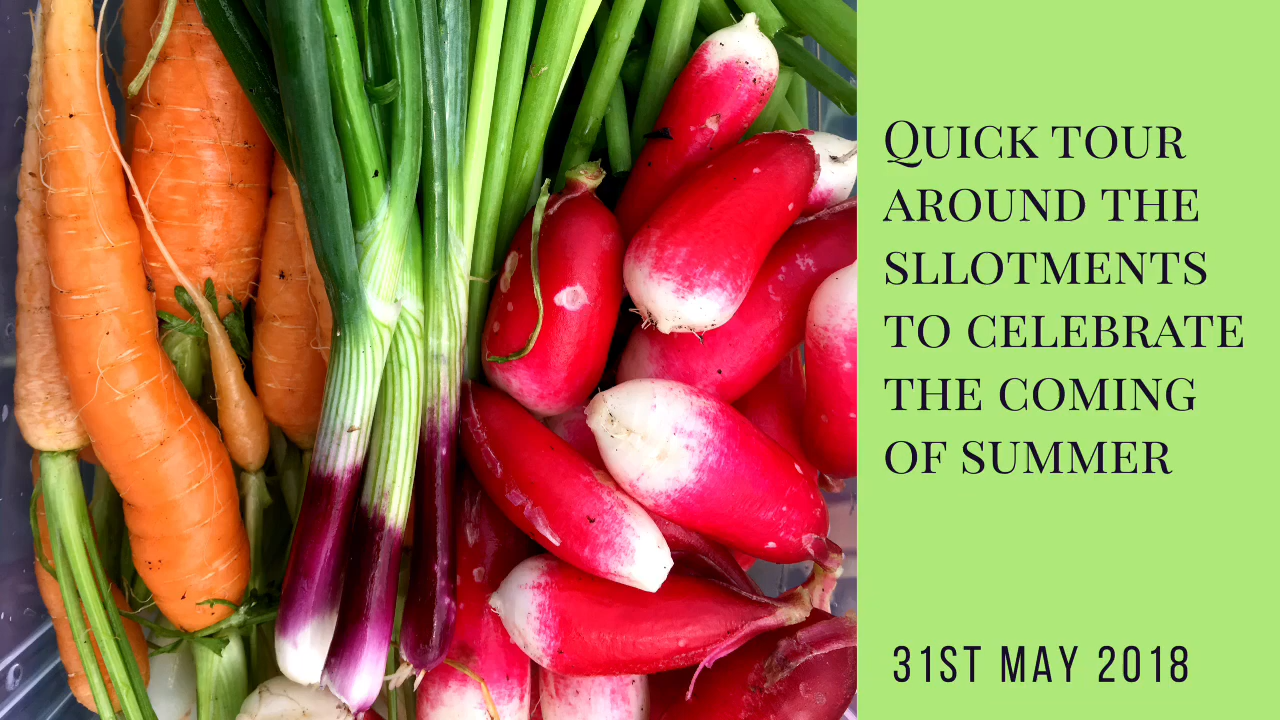 Quick tour
around the
sllotments
to celebrate
the coming
of summer
31ST MAY 2018